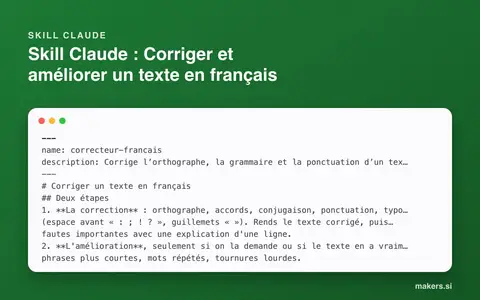 SKILL CLAUDE
Skill Claude : Corriger et
améliorer un texte en français
---
name: correcteur-francais
description: Corrige l’orthographe, la grammaire et la ponctuation d’un tex…
---
# Corriger un texte en français
## Deux étapes
1. **La correction** : orthographe, accords, conjugaison, ponctuation, typo…
(espace avant « : ; ! ? », guillemets « »). Rends le texte corrigé, puis…
fautes importantes avec une explication d’une ligne.
2. **L’amélioration**, seulement si on la demande ou si le texte en a vraim…
phrases plus courtes, mots répétés, tournures lourdes.
makers.si